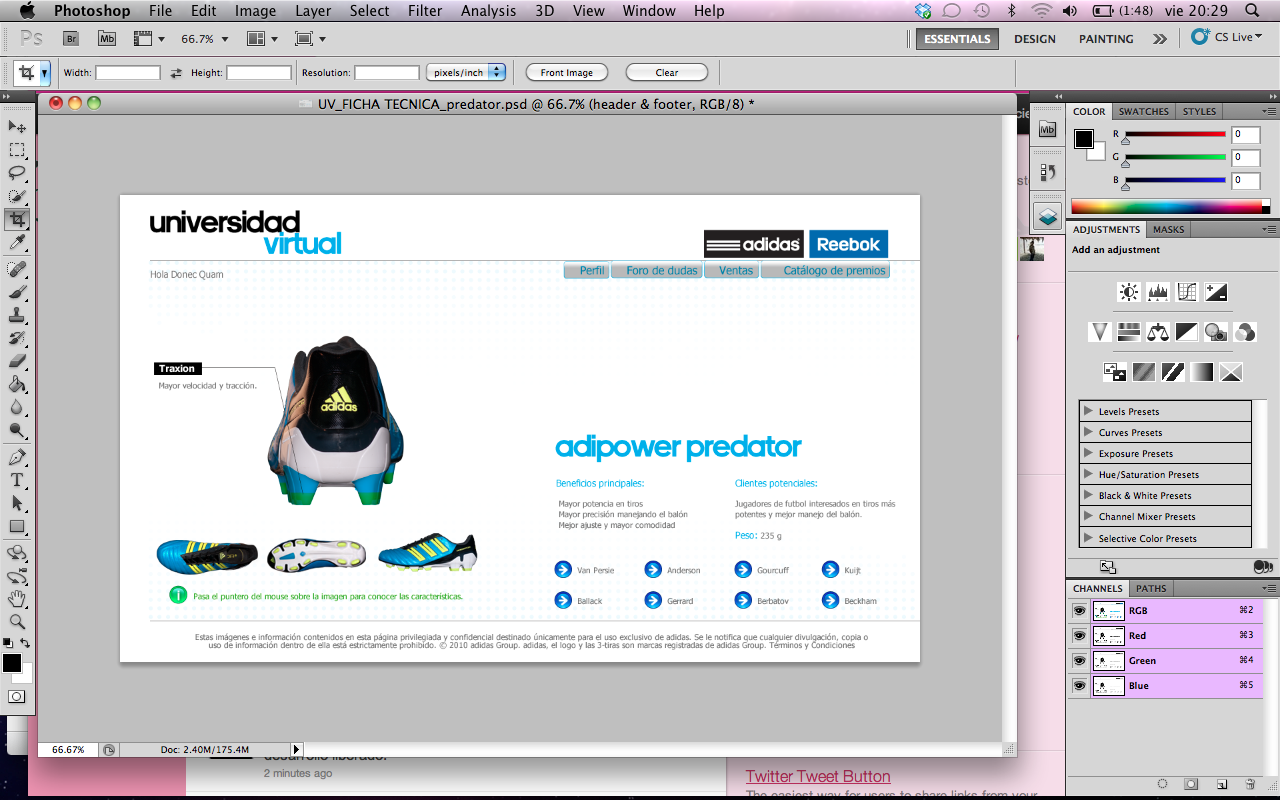 Photoshop File Edit Image Layer Select Filter Analysis 3D View Window Help (1:48) vie 20:29
Ps Br Mb 66.7% ESSENTIALS DESIGN PAINTING CS Live
Width: Height: Resolution: pixels/inch Front Image Clear
UV_FICHA TECNICA_predator.psd @ 66.7% (header & footer, RGB/8) *
universidad
virtual
adidas Reebok
Hola Donec Quam
Perfil Foro de dudas Ventas Catálogo de premios
Traxion
Mayor velocidad y tracción.
adidas
adipower predator
Beneficios principales:
Mayor potencia en tiros
Mayor precisión manejando el balón
Mejor ajuste y mayor comodidad
Clientes potenciales:
Jugadores de futbol interesados en tiros más
potentes y mejor manejo del balón.
Peso: 235 g
Van Persie Anderson Gourcuff Kuijt
Ballack Gerrard Berbatov Beckham
Pasa el puntero del mouse sobre la imagen para conocer las características.
Estas imágenes e información contenidos en esta página privilegiada y confidencial destinado únicamente para el uso exclusivo de adidas. Se le notifica que cualquier divulgación, copia o
uso de información dentro de ella está estrictamente prohibido. © 2010 adidas Group. adidas, el logo y las 3-tiras son marcas registradas de adidas Group. Términos y Condiciones
66.67% Doc: 2.40M/175.4M
2 minutes ago
Twitter Tweet Button
The easiest way for users to share links from your
Mb
COLOR SWATCHES STYLES
R 0
G 0
B 0
ADJUSTMENTS MASKS
Add an adjustment
Levels Presets
Curves Presets
Exposure Presets
Hue/Saturation Presets
Black & White Presets
Channel Mixer Presets
Selective Color Presets
CHANNELS PATHS
RGB ⌘2
Red ⌘3
Green ⌘4
Blue ⌘5